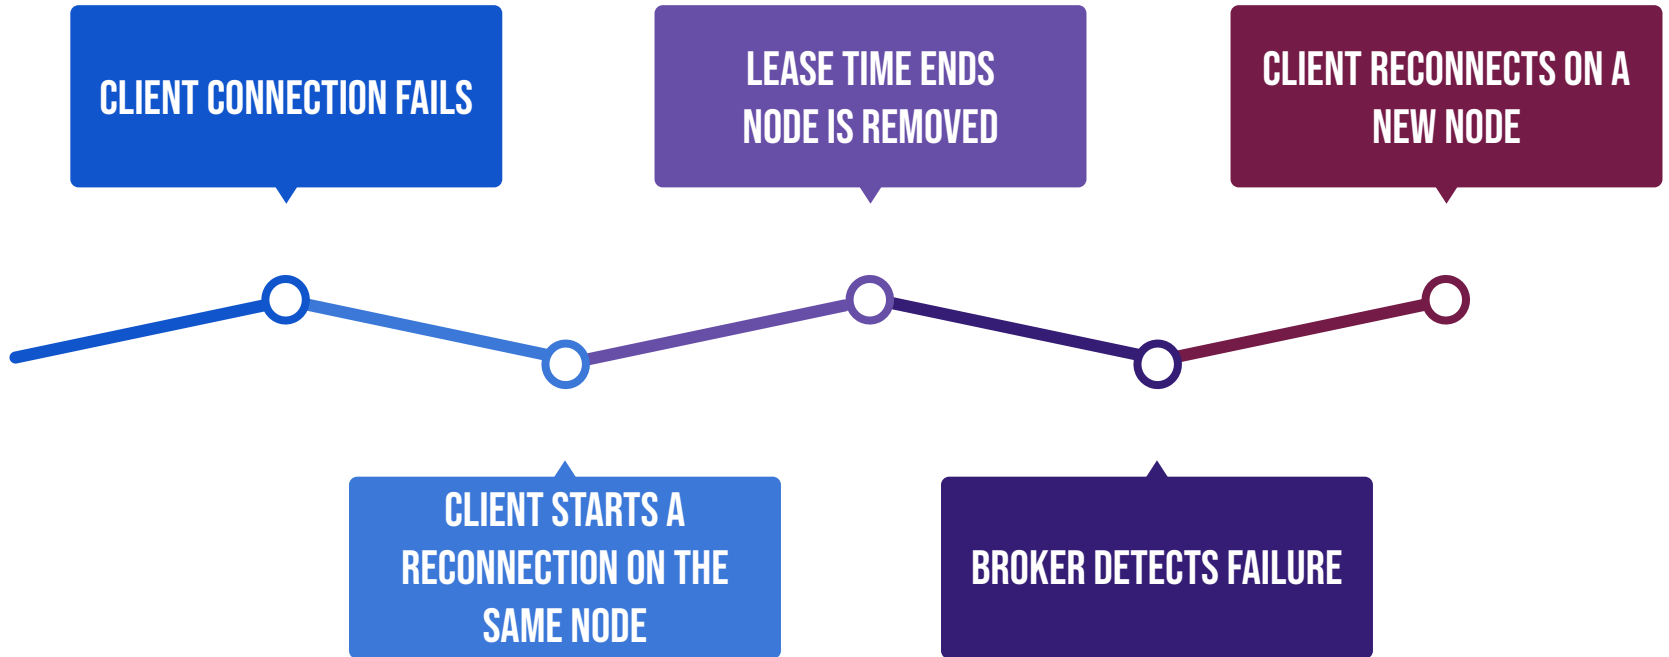 CLIENT CONNECTION FAILS
CLIENT STARTS A
RECONNECTION ON THE
SAME NODE
LEASE TIME ENDS
NODE IS REMOVED
BROKER DETECTS FAILURE
CLIENT RECONNECTS ON A
NEW NODE